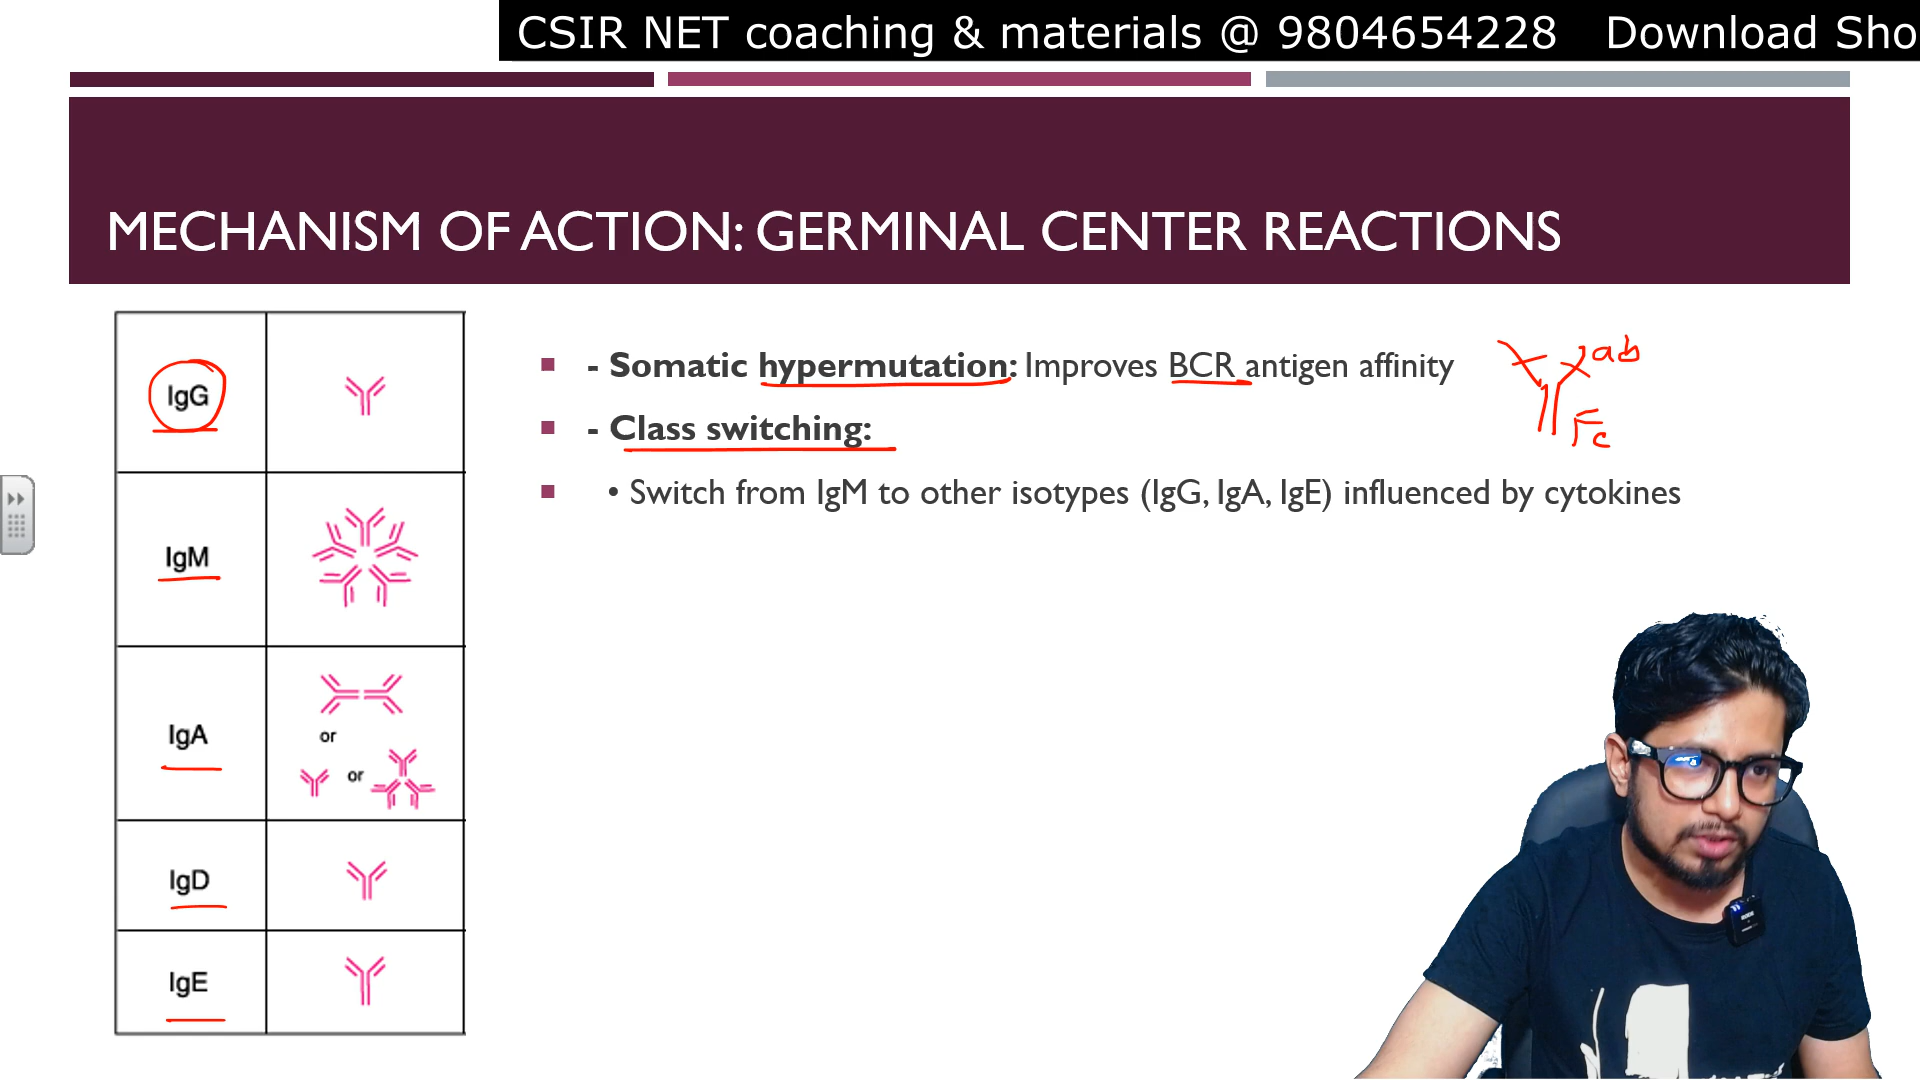 CSIR NET coaching & materials @ 9804654228 Download Sho
MECHANISM OF ACTION: GERMINAL CENTER REACTIONS
IgG
IgM
IgA
or
or
IgD
IgE
- Somatic hypermutation: Improves BCR antigen affinity
- Class switching:
• Switch from IgM to other isotypes (IgG, IgA, IgE) influenced by cytokines
ab
Fc